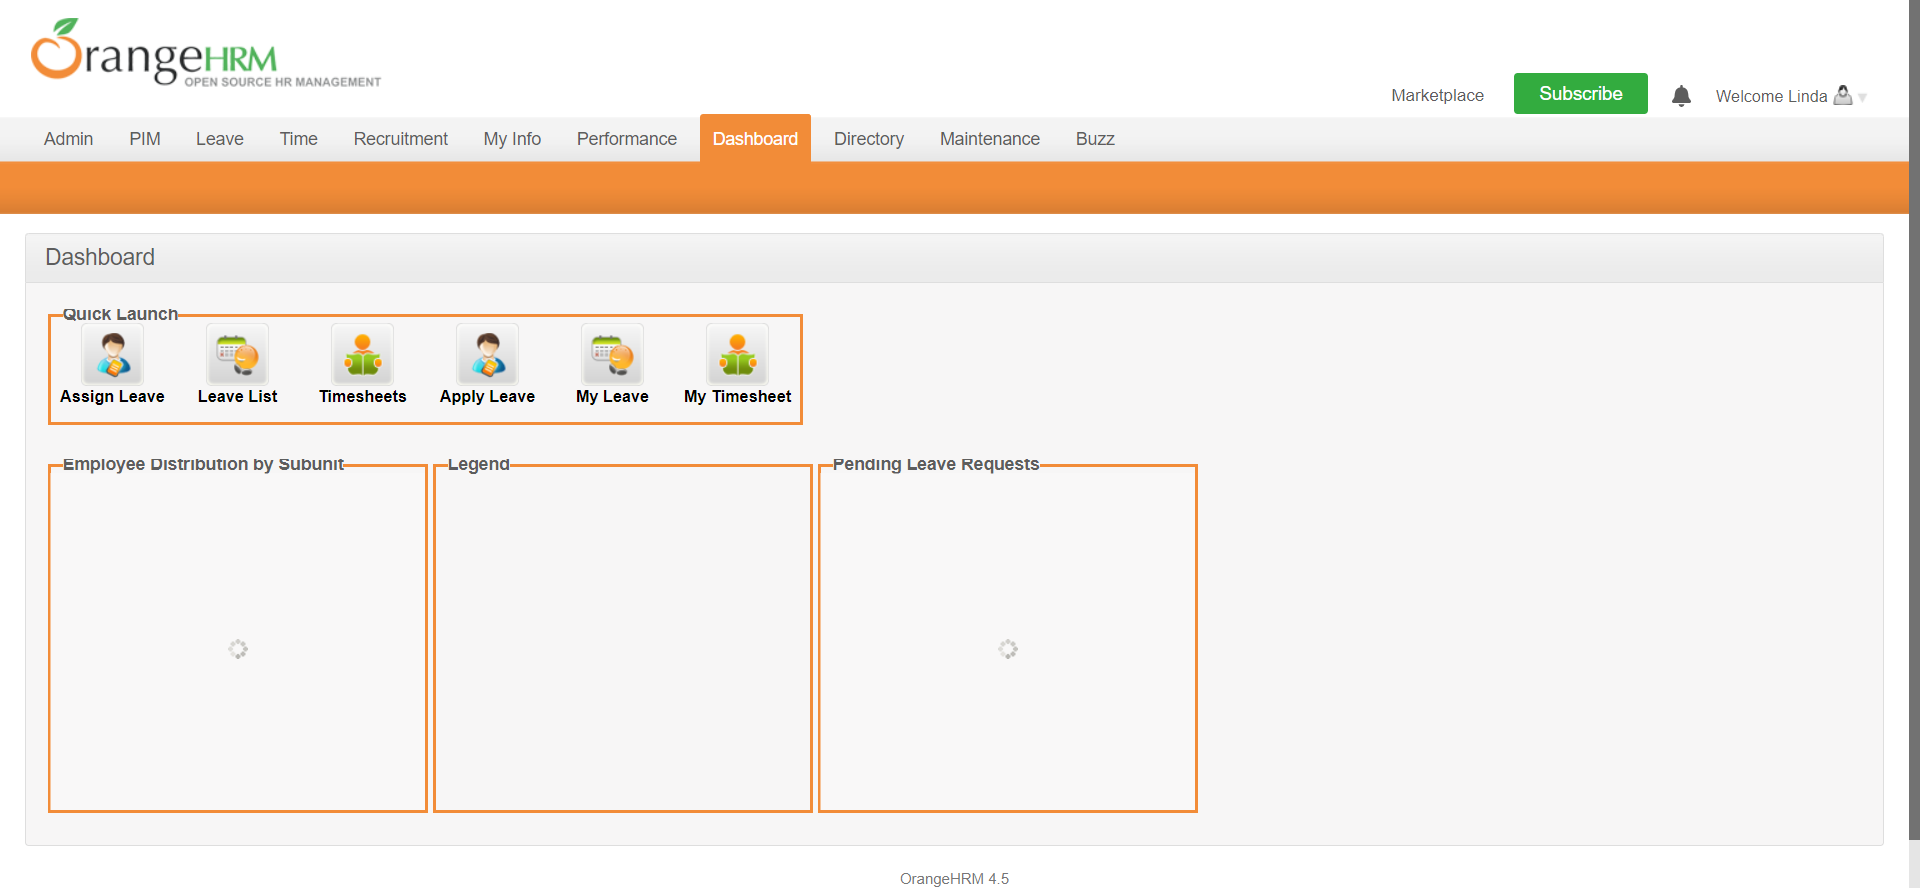 OrangeHRM
OPEN SOURCE HR MANAGEMENT
Marketplace
Subscribe
Welcome Linda
Admin PIM Leave Time Recruitment My Info Performance Dashboard Directory Maintenance Buzz
Dashboard
Quick Launch
Assign Leave Leave List Timesheets Apply Leave My Leave My Timesheet
Employee Distribution by Subunit
Legend
Pending Leave Requests
OrangeHRM 4.5